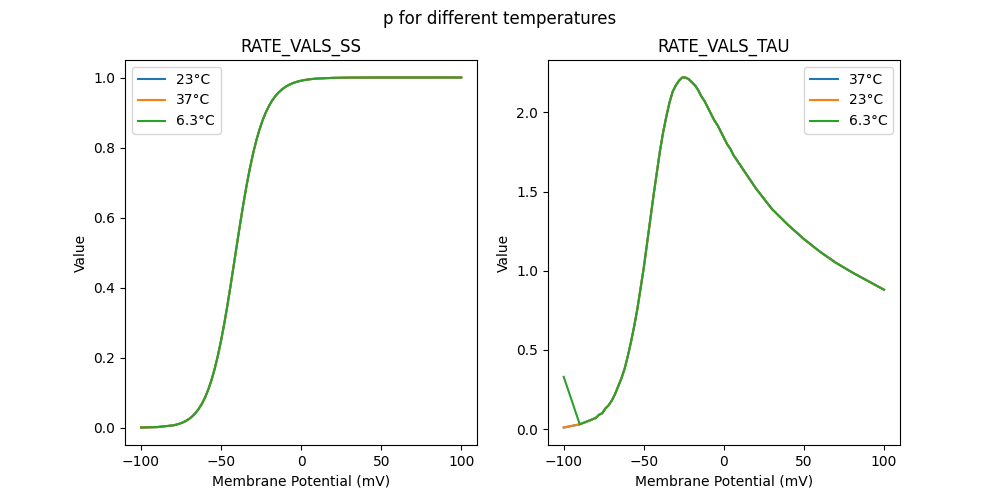 p for different temperatures
RATE_VALS_SS
1.0
0.8
0.6
0.4
0.2
0.0
Value
23°C
37°C
6.3°C
−100
−50
0
50
100
Membrane Potential (mV)
RATE_VALS_TAU
2.0
1.5
1.0
0.5
0.0
Value
37°C
23°C
6.3°C
−100
−50
0
50
100
Membrane Potential (mV)